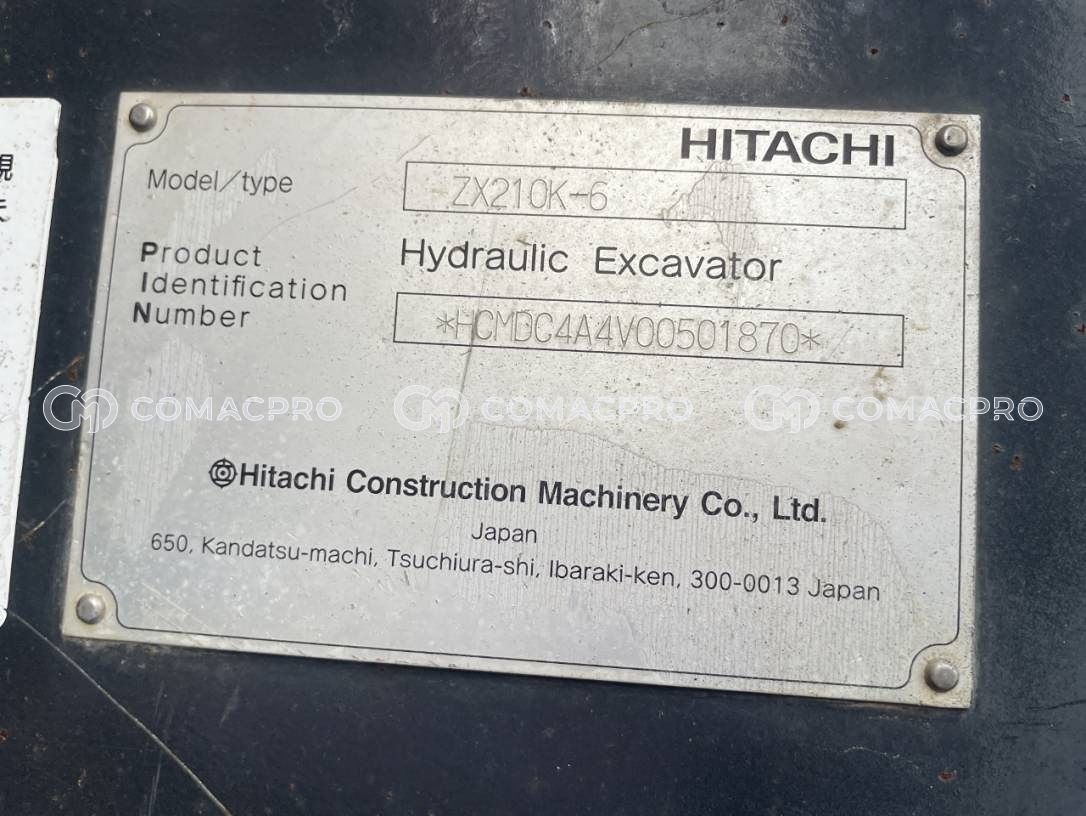 HITACHI
Model/type ZX210K-6
Product
Identification
Number
Hydraulic Excavator
*HCMDC4A4V00501870*
COMACPRO COMACPRO COMACPRO
Hitachi Construction Machinery Co., Ltd.
Japan
650, Kandatsu-machi, Tsuchiura-shi, Ibaraki-ken, 300-0013 Japan